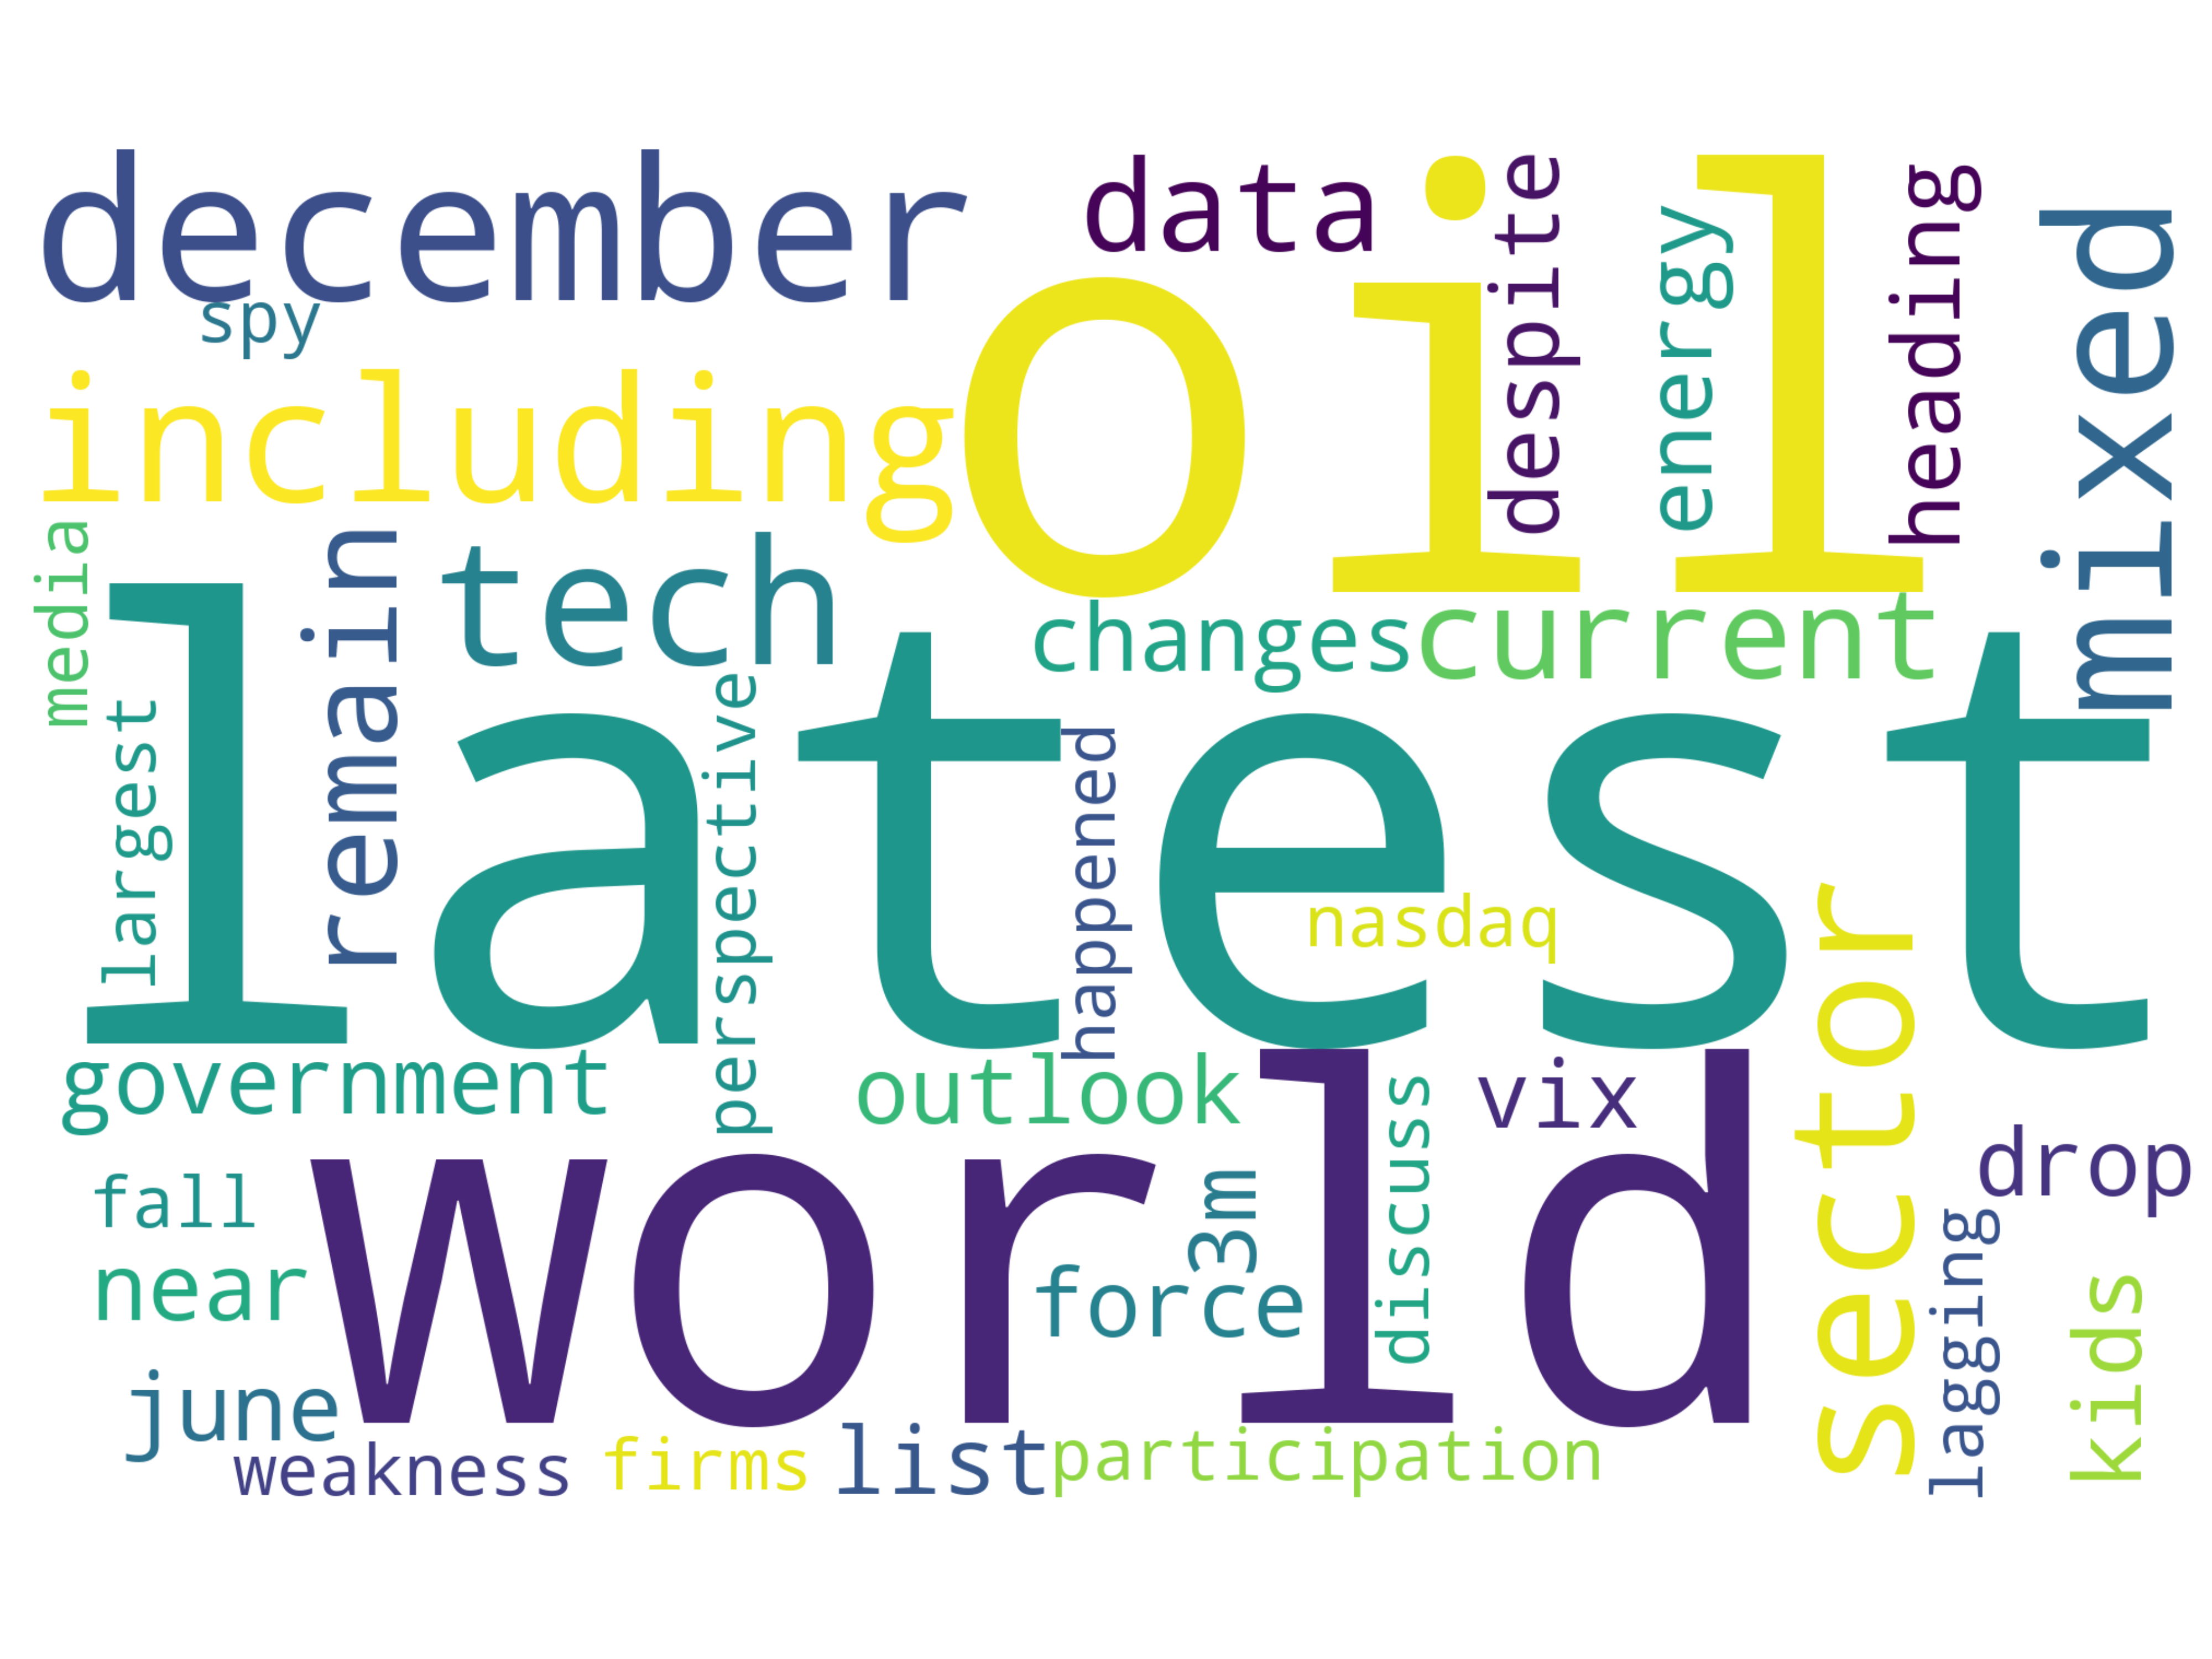 december
data
despite
energy
heading
mixed
spy
including
oil
media
remain
tech
changes
current
largest
latest
perspective
happened
nasdaq
sector
government
outlook
vix
discuss
drop
fall
world
3m
near
force
lagging
kids
june
weakness
firms
list
participation